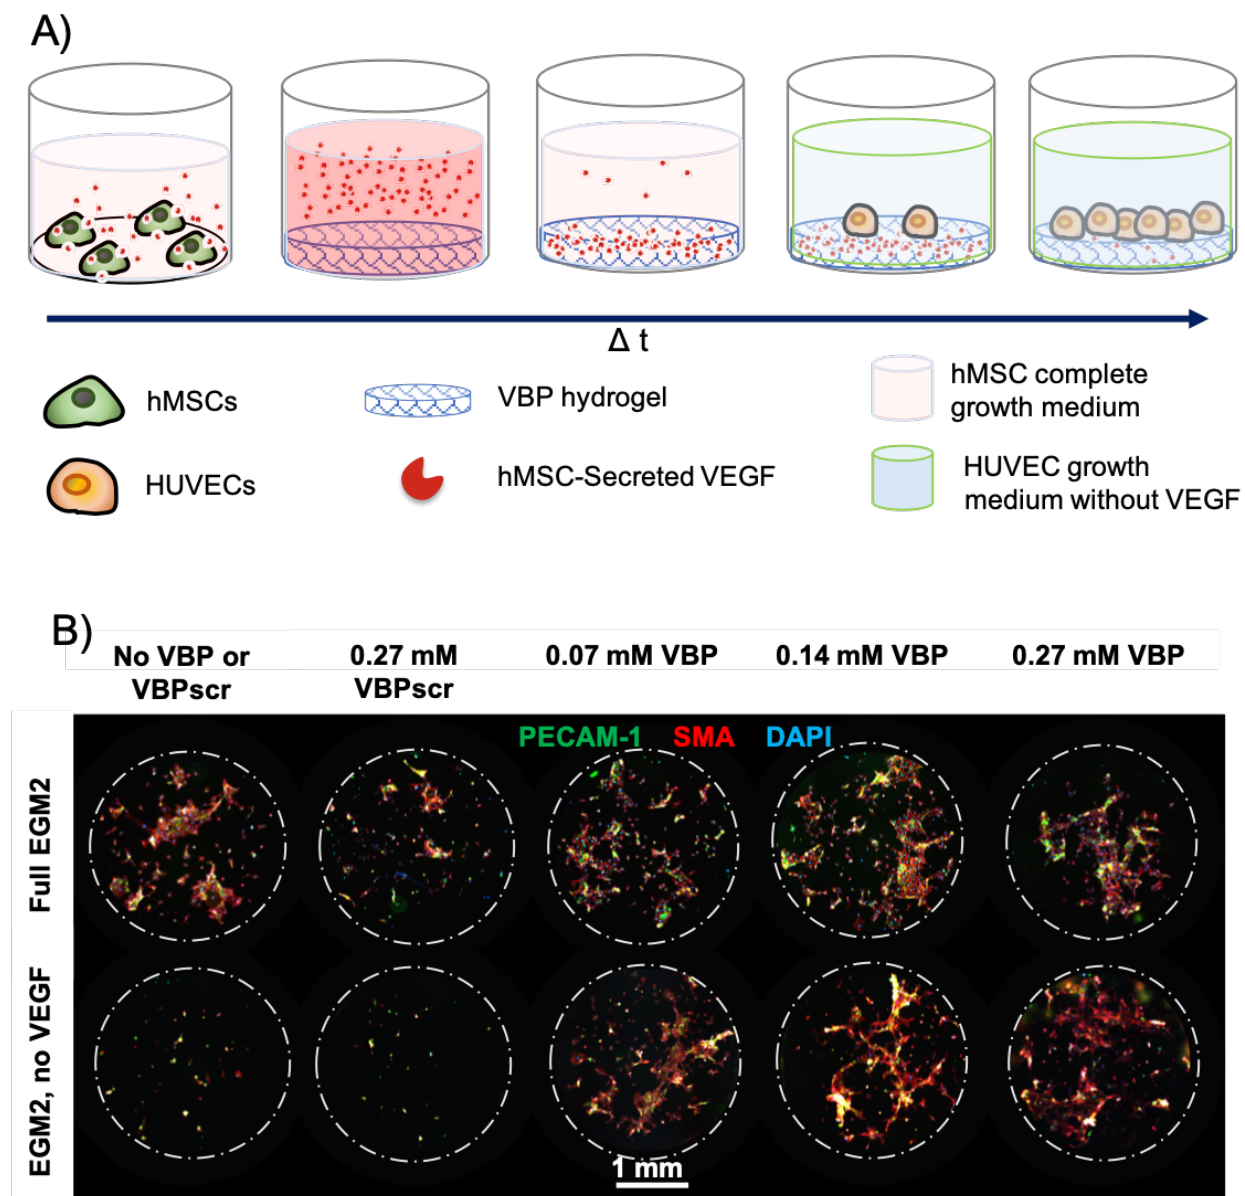 A)
Δ t
hMSCs
VBP hydrogel
hMSC complete
growth medium
HUVECs
hMSC-Secreted VEGF
HUVEC growth
medium without VEGF
B)
No VBP or
VBPscr
0.27 mM
VBPscr
0.07 mM VBP
0.14 mM VBP
0.27 mM VBP
PECAM-1 SMA DAPI
Full EGM2
EGM2, no VEGF
1 mm